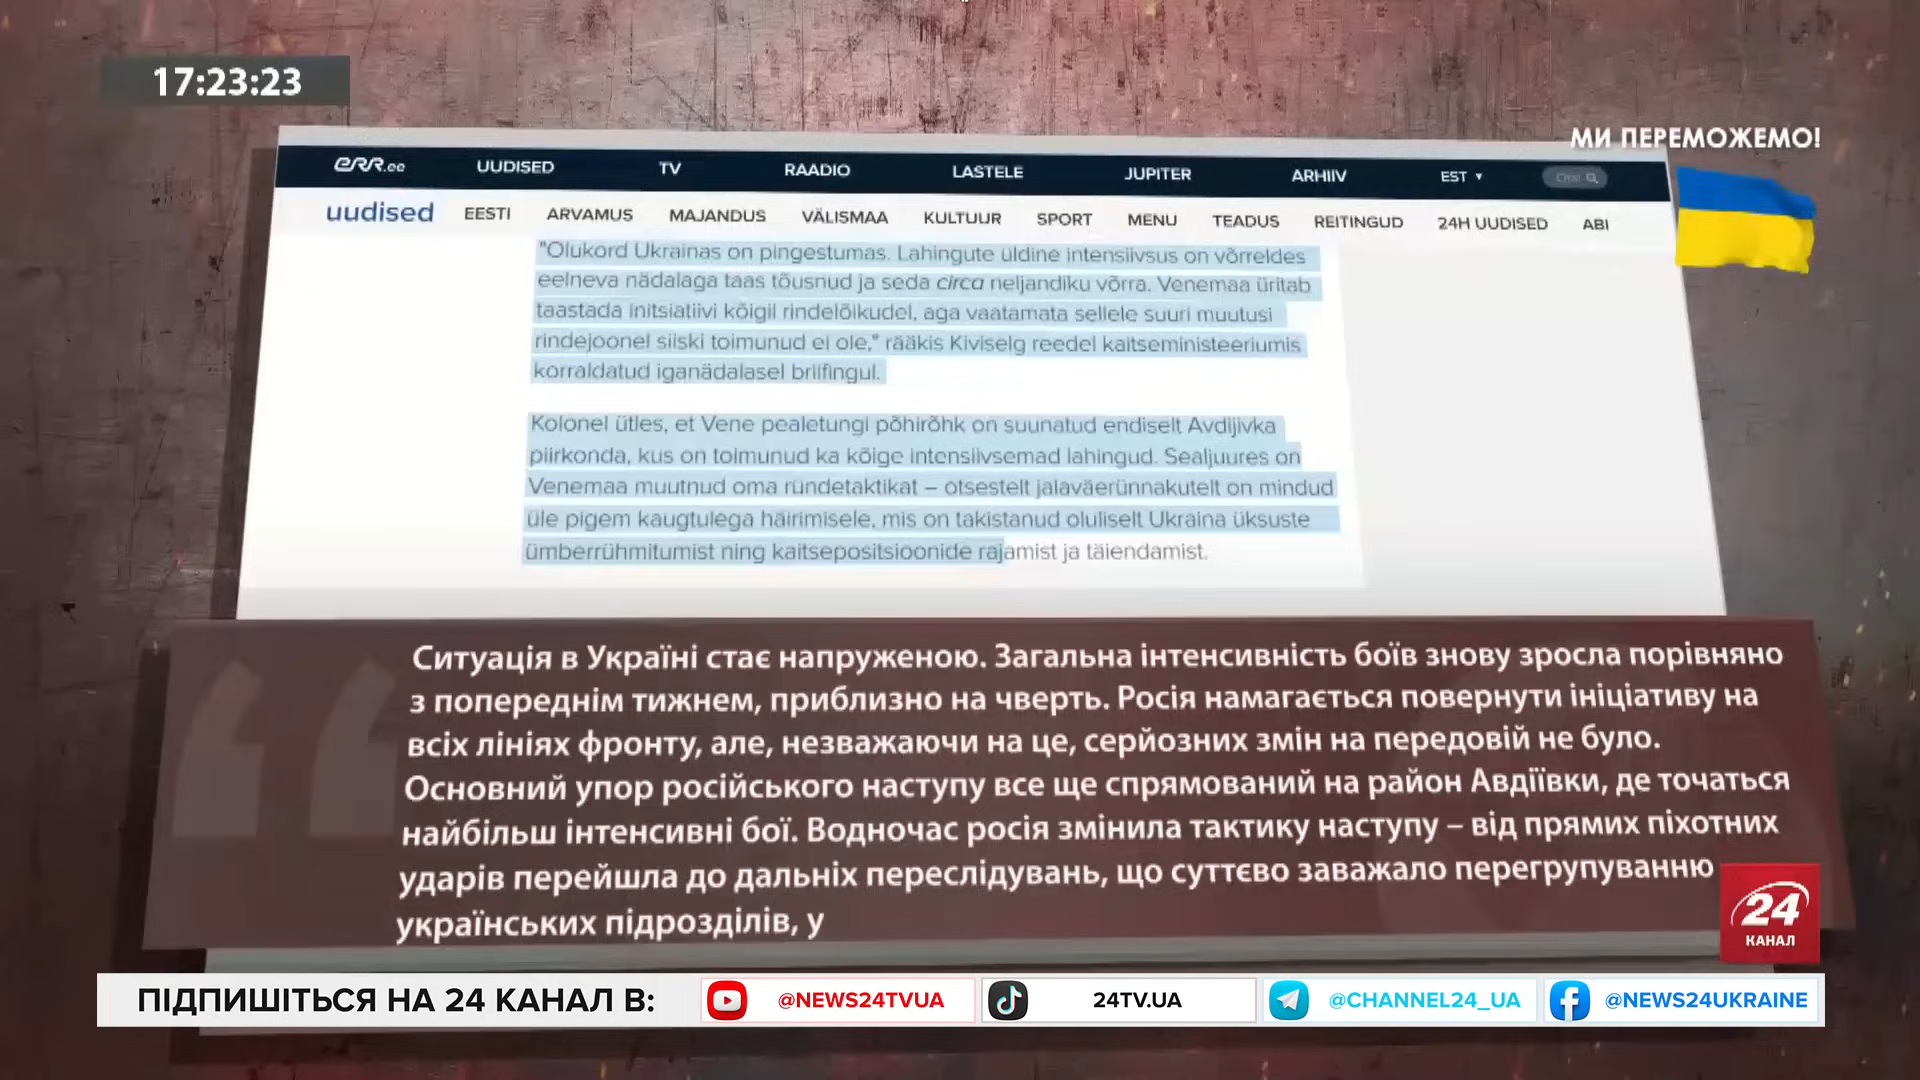 17:23:23
МИ ПЕРЕМОЖЕМО!
err.ee UUDISED TV RAADIO LASTELE JUPITER ARHIIV EST Otsi
uudised EESTI ARVAMUS MAJANDUS VÄLISMAA KULTUUR SPORT MENU TEADUS REITINGUD 24H UUDISED ABI
"Olukord Ukrainas on pingestumas. Lahingute üldine intensiivsus on võrreldes
eelneva nädalaga taas tõusnud ja seda circa neljandiku võrra. Venemaa üritab
taastada initsiatiivi kõigil rindelõikudel, aga vaatamata sellele suuri muutusi
rindejoonel siiski toimunud ei ole," rääkis Kiviselg reedel kaitseministeeriumis
korraldatud iganädalasel briifingul.
Kolonel ütles, et Vene pealetungi põhirõhk on suunatud endiselt Avdijivka
piirkonda, kus on toimunud ka kõige intensiivsemad lahingud. Sealjuures on
Venemaa muutnud oma ründetaktikat – otsestelt jalaväerünnakutelt on mindud
üle pigem kaugtulega häirimisele, mis on takistanud oluliselt Ukraina üksuste
ümberrühmitumist ning kaitsepositsioonide rajamist ja täiendamist.
Ситуація в Україні стає напруженою. Загальна інтенсивність боїв знову зросла порівняно
з попереднім тижнем, приблизно на чверть. Росія намагається повернути ініціативу на
всіх лініях фронту, але, незважаючи на це, серйозних змін на передовій не було.
Основний упор російського наступу все ще спрямований на район Авдіївки, де точаться
найбільш інтенсивні бої. Водночас росія змінила тактику наступу – від прямих піхотних
ударів перейшла до дальніх переслідувань, що суттєво заважало перегрупуванню
українських підрозділів, у
24
КАНАЛ
ПІДПИШІТЬСЯ НА 24 КАНАЛ В: @NEWS24TVUA 24TV.UA @CHANNEL24_UA @NEWS24UKRAINE